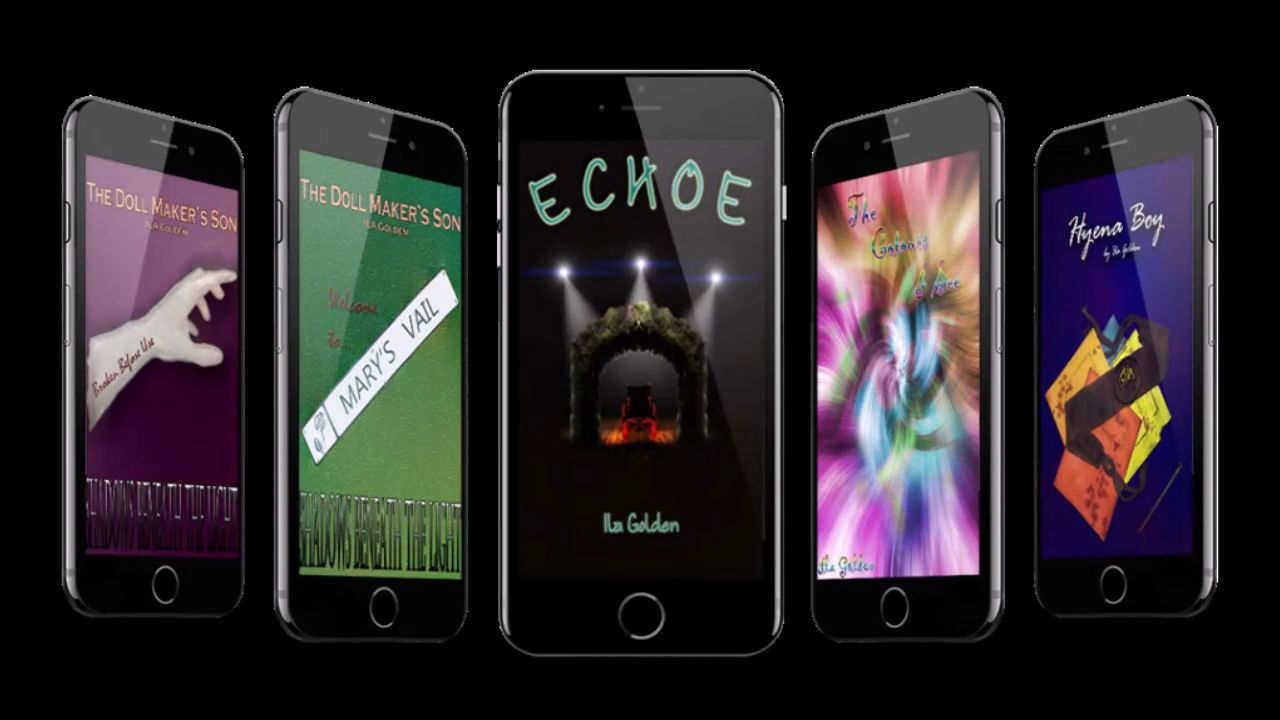 THE DOLL MAKER'S SON
ILA GOLDEN
Broken Before Use
SHADOWS BENEATH THE LIGHT
THE DOLL MAKER'S SON
ILA GOLDEN
Welcome
To...
MARY'S VAIL
SHADOWS BENEATH THE LIGHT
ECHOE
Ila Golden
The
Colours
I See
Ila Golden
Hyena Boy
by Ila Golden